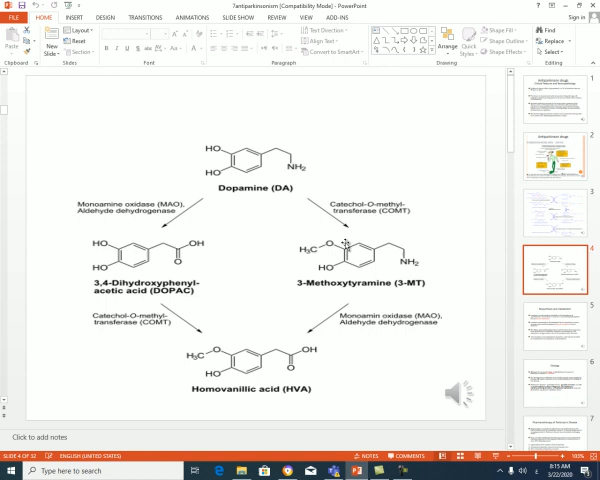 ?antiparkinsonism [Compatibility Mode] - PowerPoint
FILE HOME INSERT DESIGN TRANSITIONS ANIMATIONS SLIDE SHOW REVIEW VIEW ADD-INS Sign in
Paste
New Slide
Layout
Reset
Section
B I U S
Text Direction
Align Text
Convert to SmartArt
Arrange
Quick Styles
Shape Fill
Shape Outline
Shape Effects
Find
Replace
Select
Clipboard Slides Font Paragraph Drawing Editing
HO
HO
NH2
Dopamine (DA)
Monoamine oxidase (MAO),
Aldehyde dehydrogenase
Catechol-O-methyl-
transferase (COMT)
HO
HO
OH
O
3,4-Dihydroxyphenyl-
acetic acid (DOPAC)
H3C
O
HO
NH2
3-Methoxytyramine (3-MT)
Catechol-O-methyl-
transferase (COMT)
Monoamin oxidase (MAO),
Aldehyde dehydrogenase
H3C
O
HO
OH
O
Homovanillic acid (HVA)
1
Antiparkinson drugs
2
Antiparkinson drugs
3
4
5
6
Etiology
7
Click to add notes
SLIDE 4 OF 32 ENGLISH (UNITED STATES) NOTES COMMENTS 105%
Type here to search
8:15 AM
3/22/2020